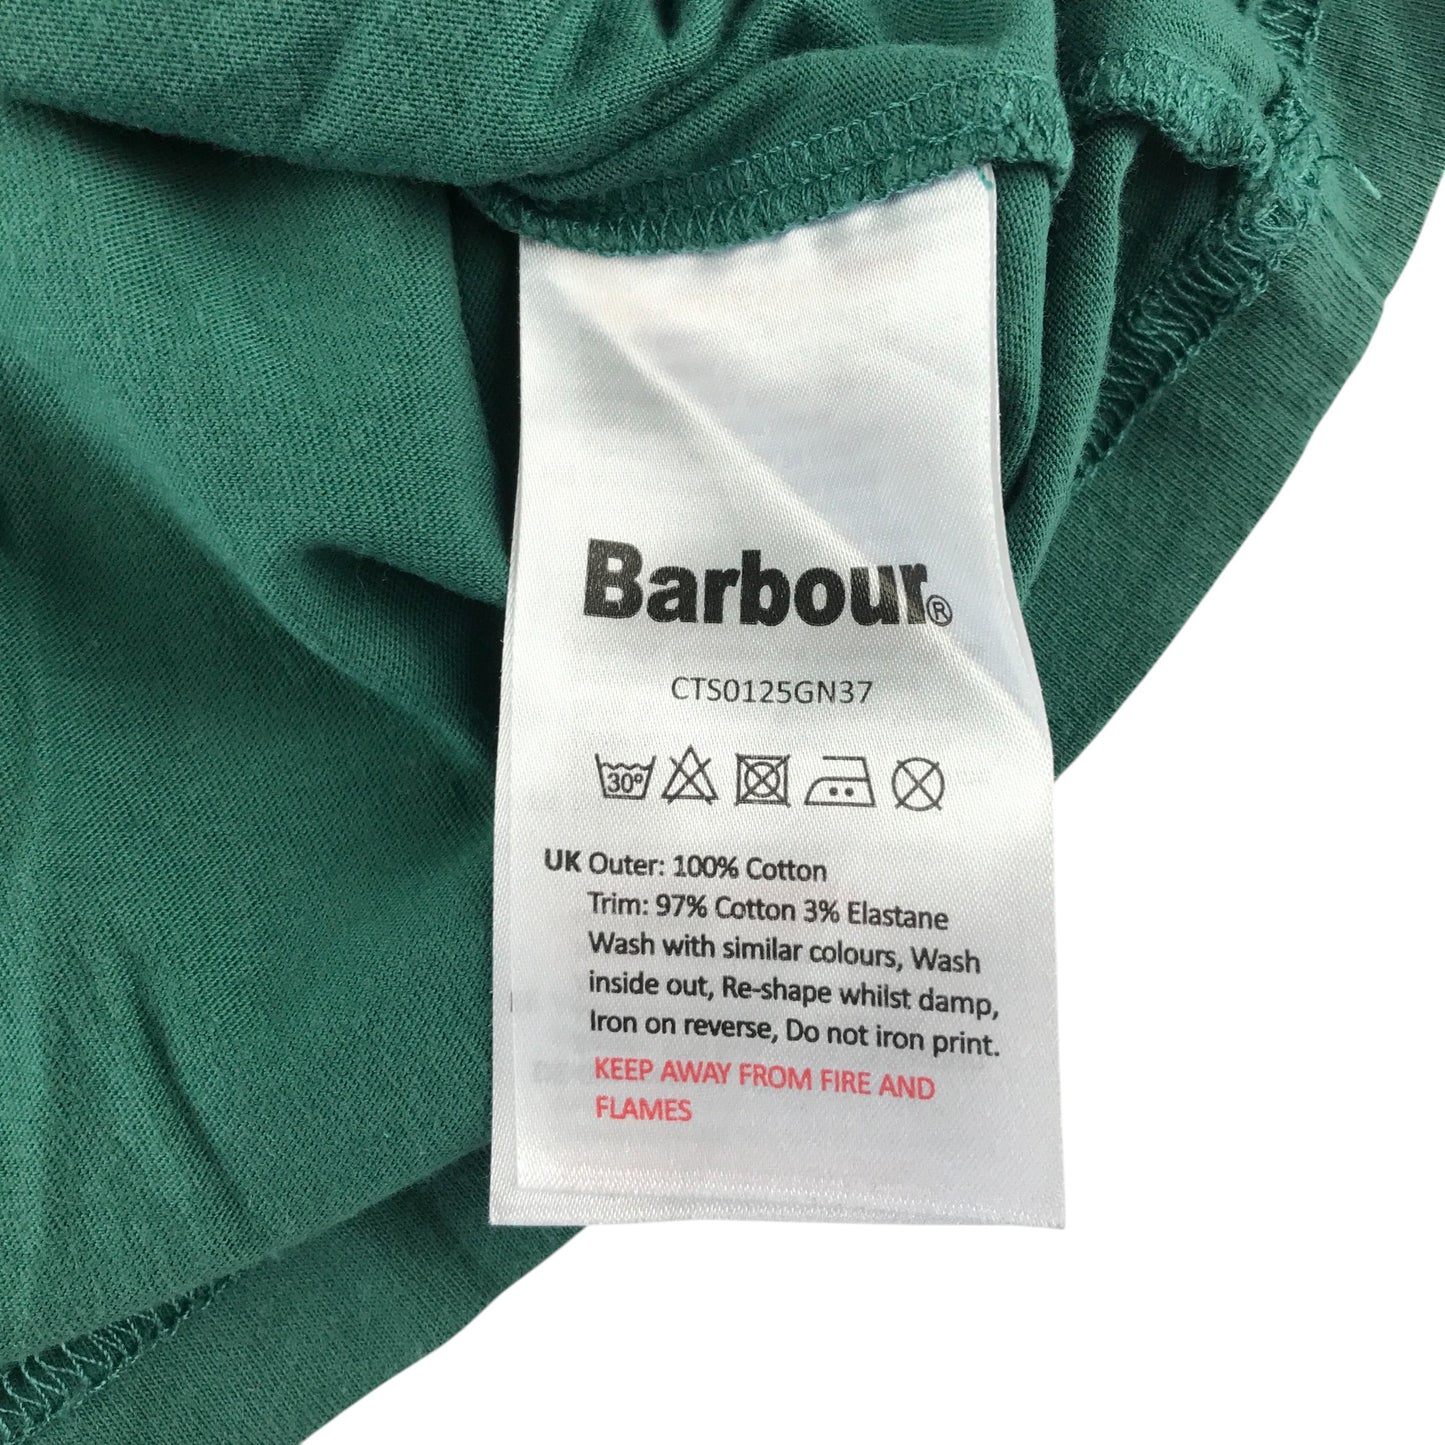 Barbour®
CTS0125GN37
30°
UK Outer: 100% Cotton
Trim: 97% Cotton 3% Elastane
Wash with similar colours, Wash
inside out, Re-shape whilst damp,
Iron on reverse, Do not iron print.
KEEP AWAY FROM FIRE AND
FLAMES